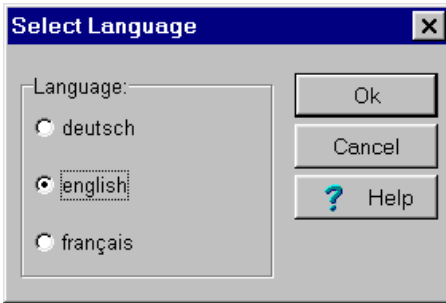 Select Language
Language:
deutsch
english
français
Ok
Cancel
? Help